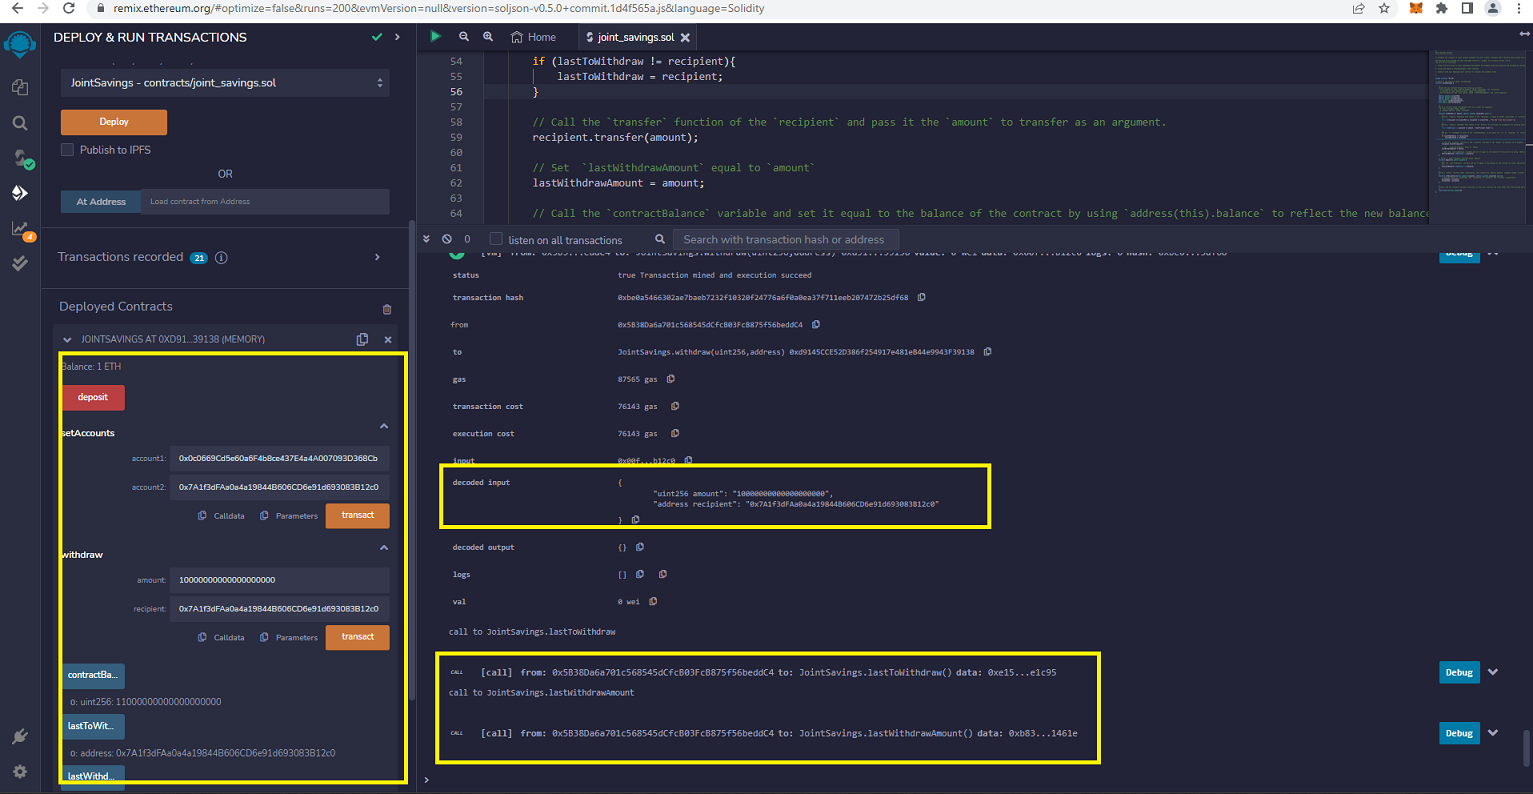 remix.ethereum.org/#optimize=false&runs=200&evmVersion=null&version=soljson-v0.5.0+commit.1d4f565a.js&language=Solidity
DEPLOY & RUN TRANSACTIONS
JointSavings - contracts/joint_savings.sol
Deploy
Publish to IPFS
OR
At Address
Load contract from Address
Transactions recorded 21 i
4
Deployed Contracts
JOINTSAVINGS AT 0XD91...39138 (MEMORY)
Balance: 1 ETH
deposit
setAccounts
account1: 0x0c0669Cd5e60a6F4b8ce437E4a4A007093D368Cb
account2: 0x7A1f3dFAa0a4a19844B606CD6e91d693083B12c0
Calldata Parameters transact
withdraw
amount: 10000000000000000000
recipient: 0x7A1f3dFAa0a4a19844B606CD6e91d693083B12c0
Calldata Parameters transact
contractBa...
0: uint256: 11000000000000000000
lastToWit...
0: address: 0x7A1f3dFAa0a4a19844B606CD6e91d693083B12c0
lastWithd...
Home
joint_savings.sol
54 if (lastToWithdraw != recipient){
55 lastToWithdraw = recipient;
56 }
57
58 // Call the `transfer` function of the `recipient` and pass it the `amount` to transfer as an argument.
59 recipient.transfer(amount);
60
61 // Set  `lastWithdrawAmount` equal to `amount`
62 lastWithdrawAmount = amount;
63
64 // Call the `contractBalance` variable and set it equal to the balance of the contract by using `address(this).balance` to reflect the new balance
0 listen on all transactions Search with transaction hash or address
Debug
status true Transaction mined and execution succeed
transaction hash 0xbe0a5466302ae7baeb7232f10320f24776a6f0a0ea37f711eeb207472b25df68
from 0x5B38Da6a701c568545dCfcB03FcB875f56beddC4
to JointSavings.withdraw(uint256,address) 0xd9145CCE52D386f254917e481eB44e9943F39138
gas 87565 gas
transaction cost 76143 gas
execution cost 76143 gas
input 0x00f...b12c0
decoded input {
"uint256 amount": "10000000000000000000",
"address recipient": "0x7A1f3dFAa0a4a19844B606CD6e91d693083B12c0"
}
decoded output {}
logs []
val 0 wei
call to JointSavings.lastToWithdraw
CALL [call] from: 0x5B38Da6a701c568545dCfcB03FcB875f56beddC4 to: JointSavings.lastToWithdraw() data: 0xe15...e1c95
Debug
call to JointSavings.lastWithdrawAmount
CALL [call] from: 0x5B38Da6a701c568545dCfcB03FcB875f56beddC4 to: JointSavings.lastWithdrawAmount() data: 0xb83...1461e
Debug
>